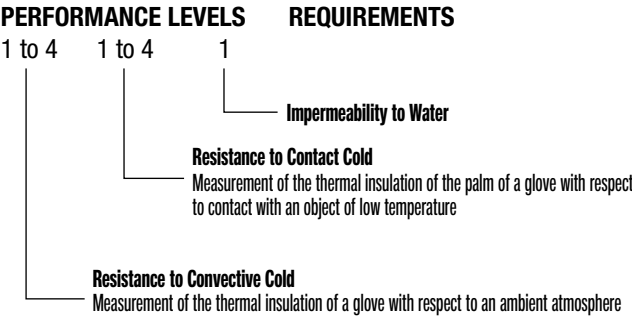 PERFORMANCE LEVELS REQUIREMENTS
1 to 4 1 to 4 1
Impermeability to Water
Resistance to Contact Cold
Measurement of the thermal insulation of the palm of a glove with respect
to contact with an object of low temperature
Resistance to Convective Cold
Measurement of the thermal insulation of a glove with respect to an ambient atmosphere